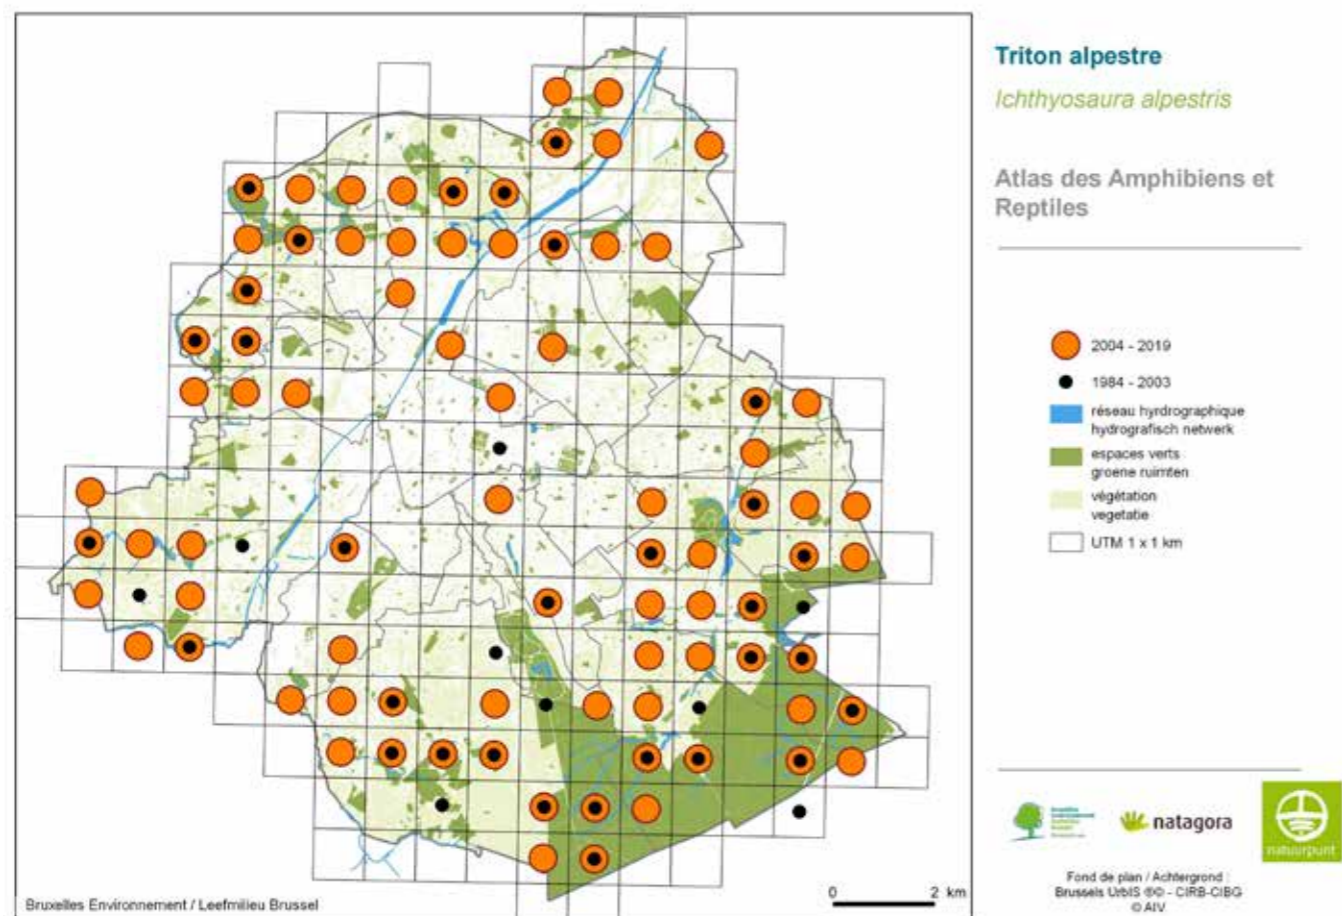 Triton alpestre
Ichthyosaura alpestris
Atlas des Amphibiens et
Reptiles
2004 - 2019
1984 - 2003
réseau hyrdrographique
hydrografisch netwerk
espaces verts
groene ruimten
végétation
vegetatie
UTM 1 x 1 km
natagora
natuurpunt
Fond de plan / Achtergrond :
Brussels UrbIS ®© - CIRB-CIBG
© AIV
0 2 km
Bruxelles Environnement / Leefmilieu Brussel